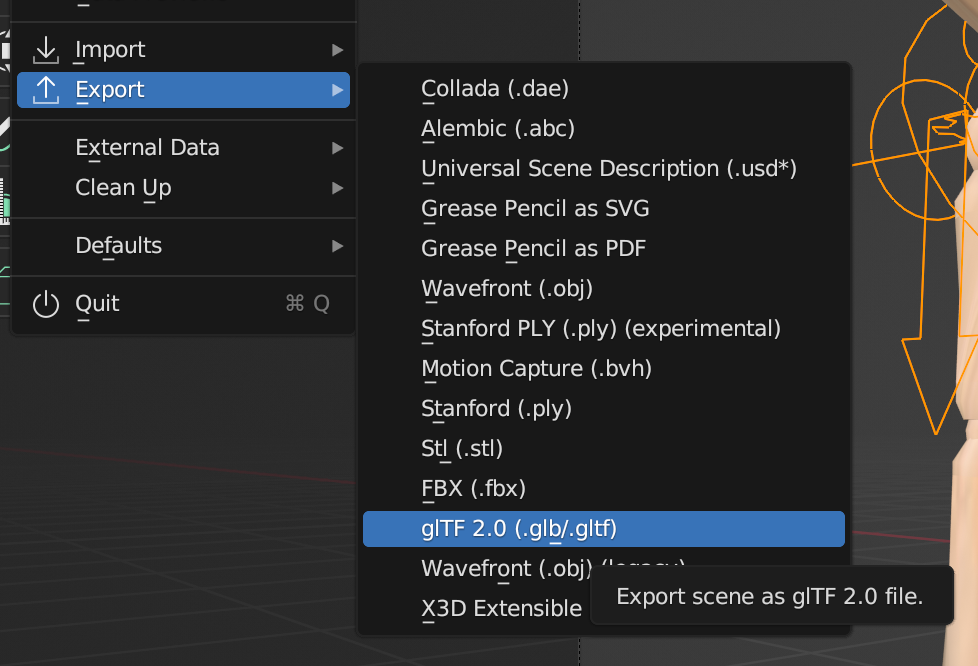 Import
Export
External Data
Clean Up
Defaults
Quit ⌘ Q
Collada (.dae)
Alembic (.abc)
Universal Scene Description (.usd*)
Grease Pencil as SVG
Grease Pencil as PDF
Wavefront (.obj)
Stanford PLY (.ply) (experimental)
Motion Capture (.bvh)
Stanford (.ply)
Stl (.stl)
FBX (.fbx)
glTF 2.0 (.glb/.gltf)
Wavefront (.obj) (legacy)
X3D Extensible
Export scene as glTF 2.0 file.